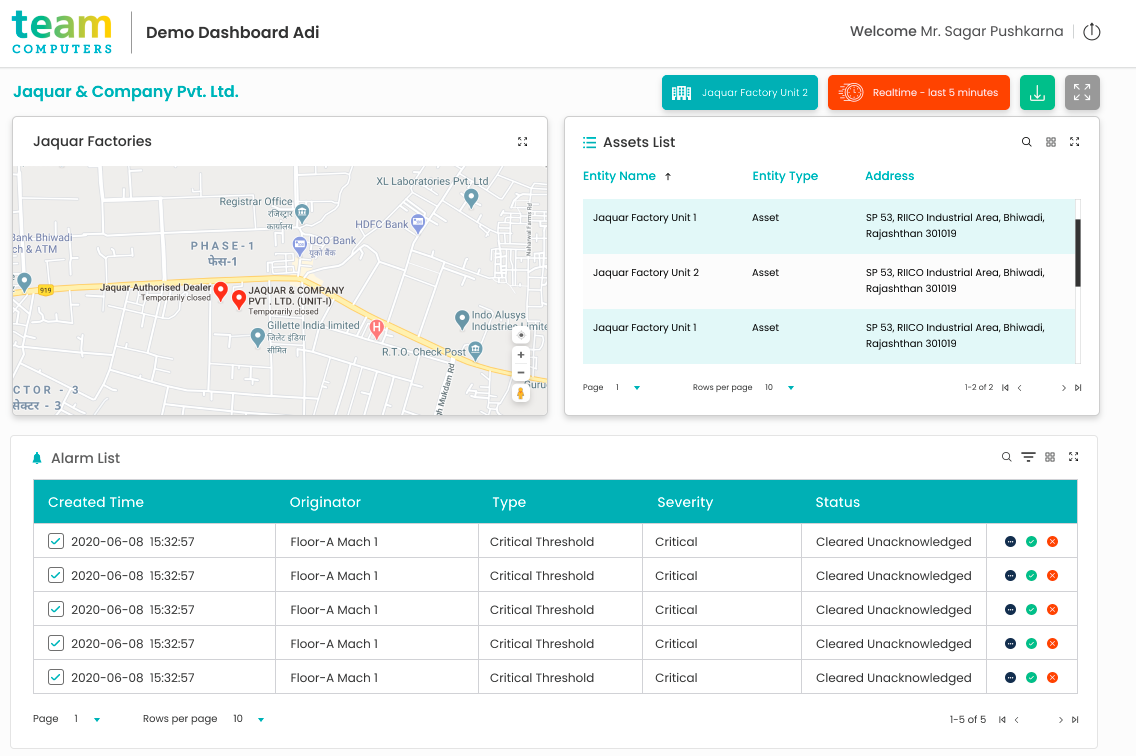 team
COMPUTERS
Demo Dashboard Adi
Welcome Mr. Sagar Pushkarna
Jaquar & Company Pvt. Ltd.
Jaquar Factory Unit 2
Realtime - last 5 minutes
Jaquar Factories
XL Laboratories Pvt. Ltd
Registrar Office
रजिस्ट्रार
कार्यालय
HDFC Bank
Bank Bhiwadi
ch & ATM
PHASE-1
फेस-1
UCO Bank
यूको बैंक
919
Jaquar Authorised Dealer
Temporarily closed
JAQUAR & COMPANY
PVT . LTD. (UNIT-I)
Temporarily closed
Gillette India limited
जिलेट इंडिया
सीमित
H
Indo Alusys
Industries Limite
R.T.O. Check Post
CTOR - 3
सेक्टर - 3
gh Mukdam Rd
Guru
Assets List
Entity Name ↑ Entity Type Address
Jaquar Factory Unit 1 Asset SP 53, RIICO Industrial Area, Bhiwadi,
Rajashthan 301019
Jaquar Factory Unit 2 Asset SP 53, RIICO Industrial Area, Bhiwadi,
Rajashthan 301019
Jaquar Factory Unit 1 Asset SP 53, RIICO Industrial Area, Bhiwadi,
Rajashthan 301019
Page 1 Rows per page 10 1-2 of 2
Alarm List
Created Time Originator Type Severity Status
2020-06-08 15:32:57 Floor-A Mach 1 Critical Threshold Critical Cleared Unacknowledged
2020-06-08 15:32:57 Floor-A Mach 1 Critical Threshold Critical Cleared Unacknowledged
2020-06-08 15:32:57 Floor-A Mach 1 Critical Threshold Critical Cleared Unacknowledged
2020-06-08 15:32:57 Floor-A Mach 1 Critical Threshold Critical Cleared Unacknowledged
2020-06-08 15:32:57 Floor-A Mach 1 Critical Threshold Critical Cleared Unacknowledged
Page 1 Rows per page 10 1-5 of 5